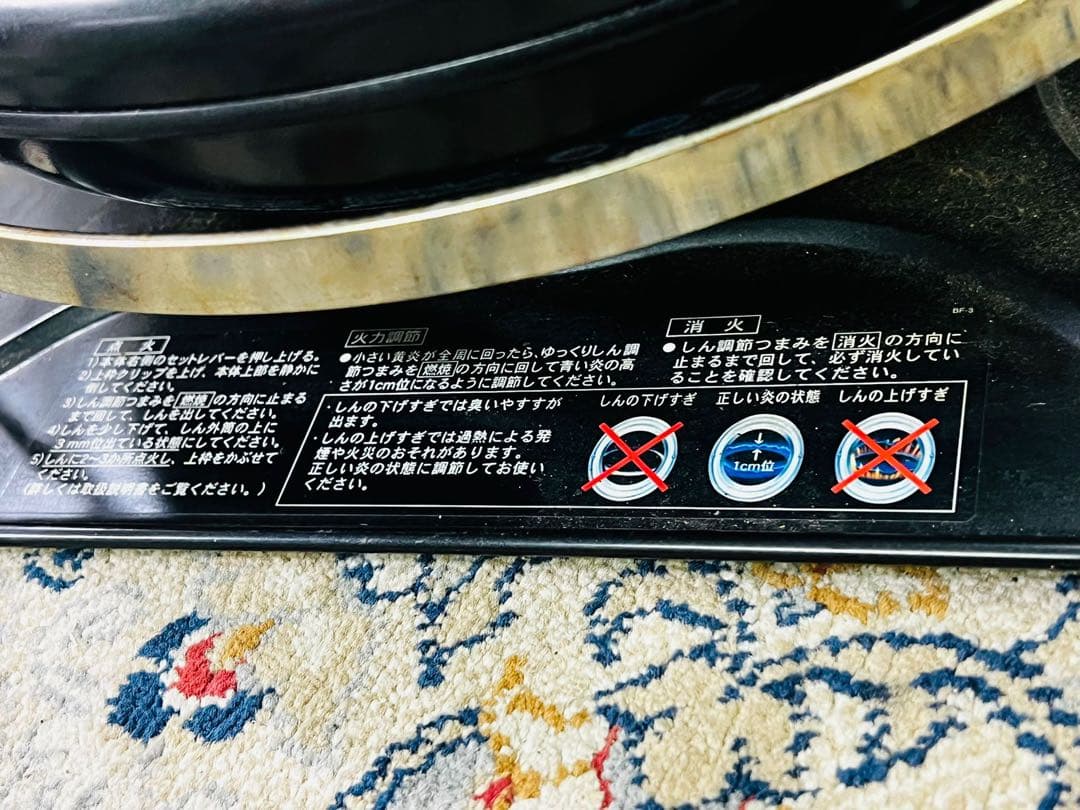 点火
1)本体右側のセットレバーを押し上げる。
2)上枠クリップを上げ、本体上部を静かに
倒してください。
3)しん調節つまみを燃焼の方向に止まる
まで回して、しんを出してください。
4)しんを少し下げて、しん外筒の上に
3mm位出ている状態にしてください。
5)しんに2〜3か所点火し、上枠をかぶせて
ください。
(詳しくは取扱説明書をご覧ください。)
火力調節
●小さい黄炎が全周に回ったら、ゆっくりしん調
節つまみを燃焼の方向に回して青い炎の高
さが1cm位になるように調節してください。
消火
●しん調節つまみを消火の方向に
止まるまで回して、必ず消火してい
ることを確認してください。
・しんの下げすぎでは臭いやすすが
出ます。
・しんの上げすぎでは過熱による発
煙や火災のおそれがあります。
正しい炎の状態に調節してお使い
ください。
しんの下げすぎ 正しい炎の状態 しんの上げすぎ
1cm位
BF-3